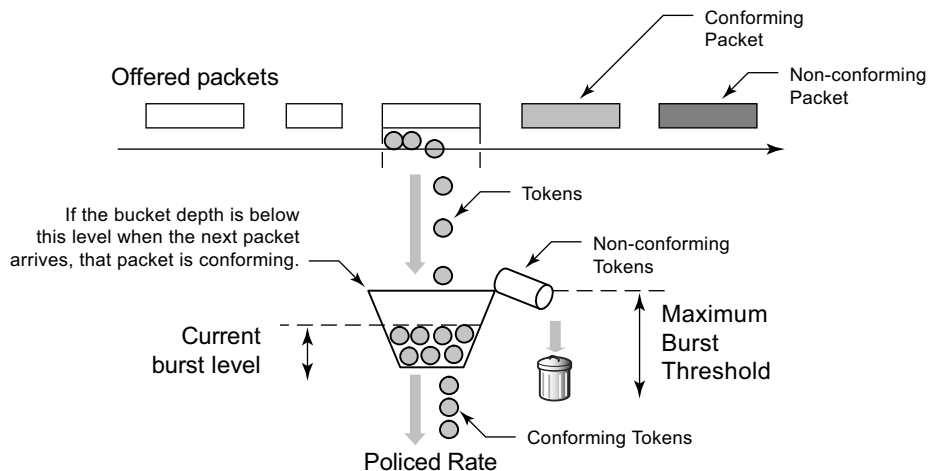 Conforming
Packet
Offered packets
Non-conforming
Packet
Tokens
If the bucket depth is below
this level when the next packet
arrives, that packet is conforming.
Non-conforming
Tokens
Current
burst level
Maximum
Burst
Threshold
Conforming Tokens
Policed Rate